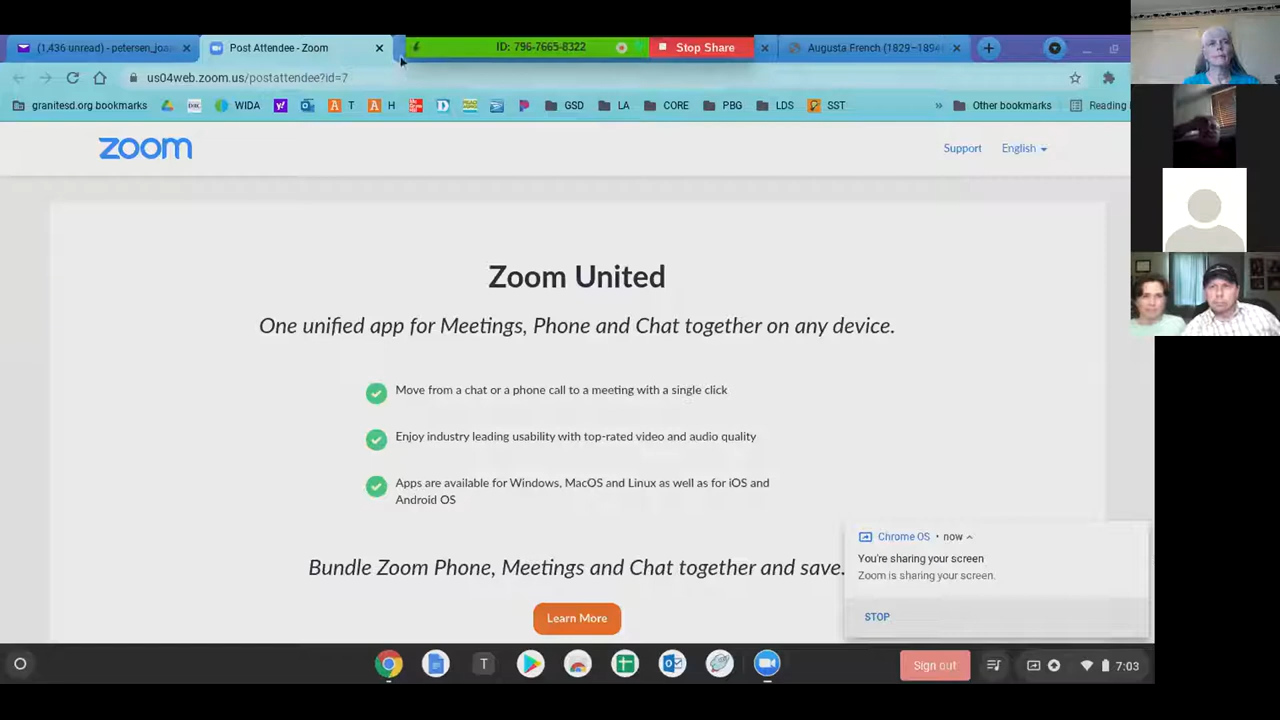 (1,436 unread) - petersen_joa
Post Attendee - Zoom
ID: 796-7665-8322
Stop Share
Augusta French (1829–1894
us04web.zoom.us/postattendee?id=7
granitesd.org bookmarks
WIDA
T
H
GSD
LA
CORE
PBG
LDS
SST
»
Other bookmarks
Reading
zoom
Support
English
Zoom United
One unified app for Meetings, Phone and Chat together on any device.
Move from a chat or a phone call to a meeting with a single click
Enjoy industry leading usability with top-rated video and audio quality
Apps are available for Windows, MacOS and Linux as well as for iOS and
Android OS
Bundle Zoom Phone, Meetings and Chat together and save.
Learn More
Chrome OS • now
You're sharing your screen
Zoom is sharing your screen.
STOP
T
Sign out
7:03